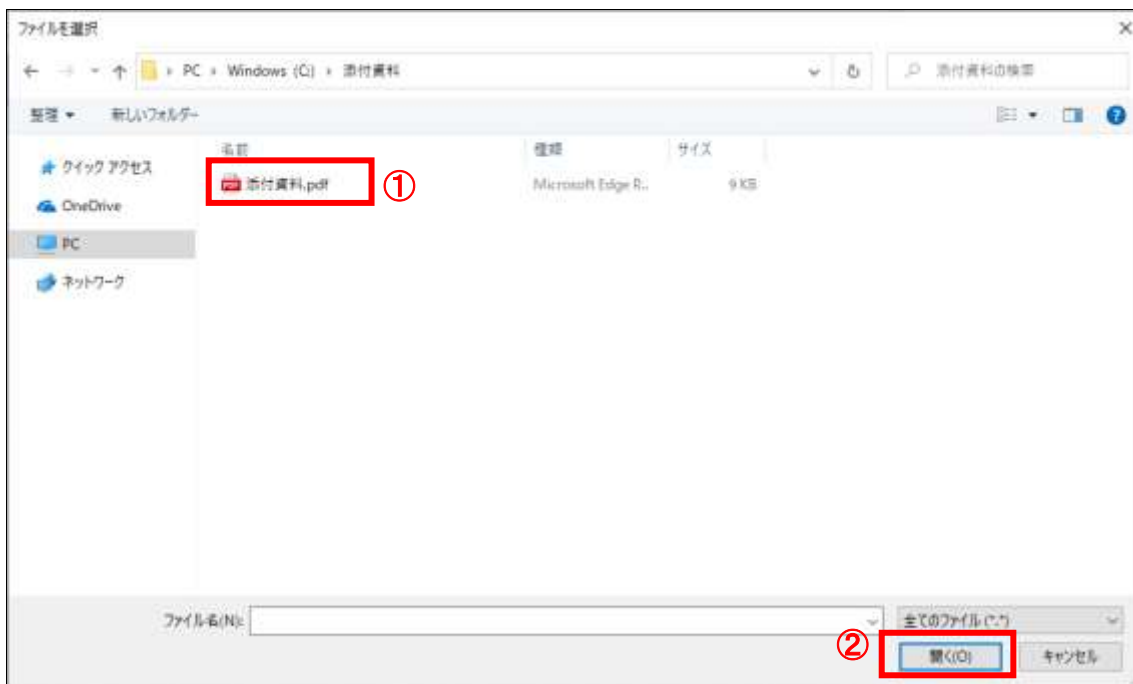 ファイルを選択
PC › Windows (C:) › 添付資料
添付資料の検索
整理 新しいフォルダー
名前 種類 サイズ
添付資料.pdf ① Microsoft Edge R... 9 KB
クイック アクセス
OneDrive
PC
ネットワーク
ファイル名(N):
全てのファイル (*.*)
② 開く(O) キャンセル